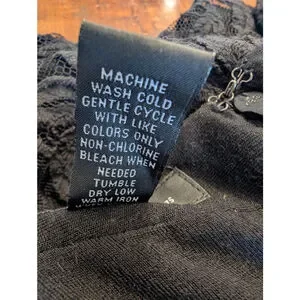 MACHINE
WASH COLD
GENTLE CYCLE
WITH LIKE
COLORS ONLY
NON-CHLORINE
BLEACH WHEN
NEEDED
TUMBLE
DRY LOW
WARM IRON